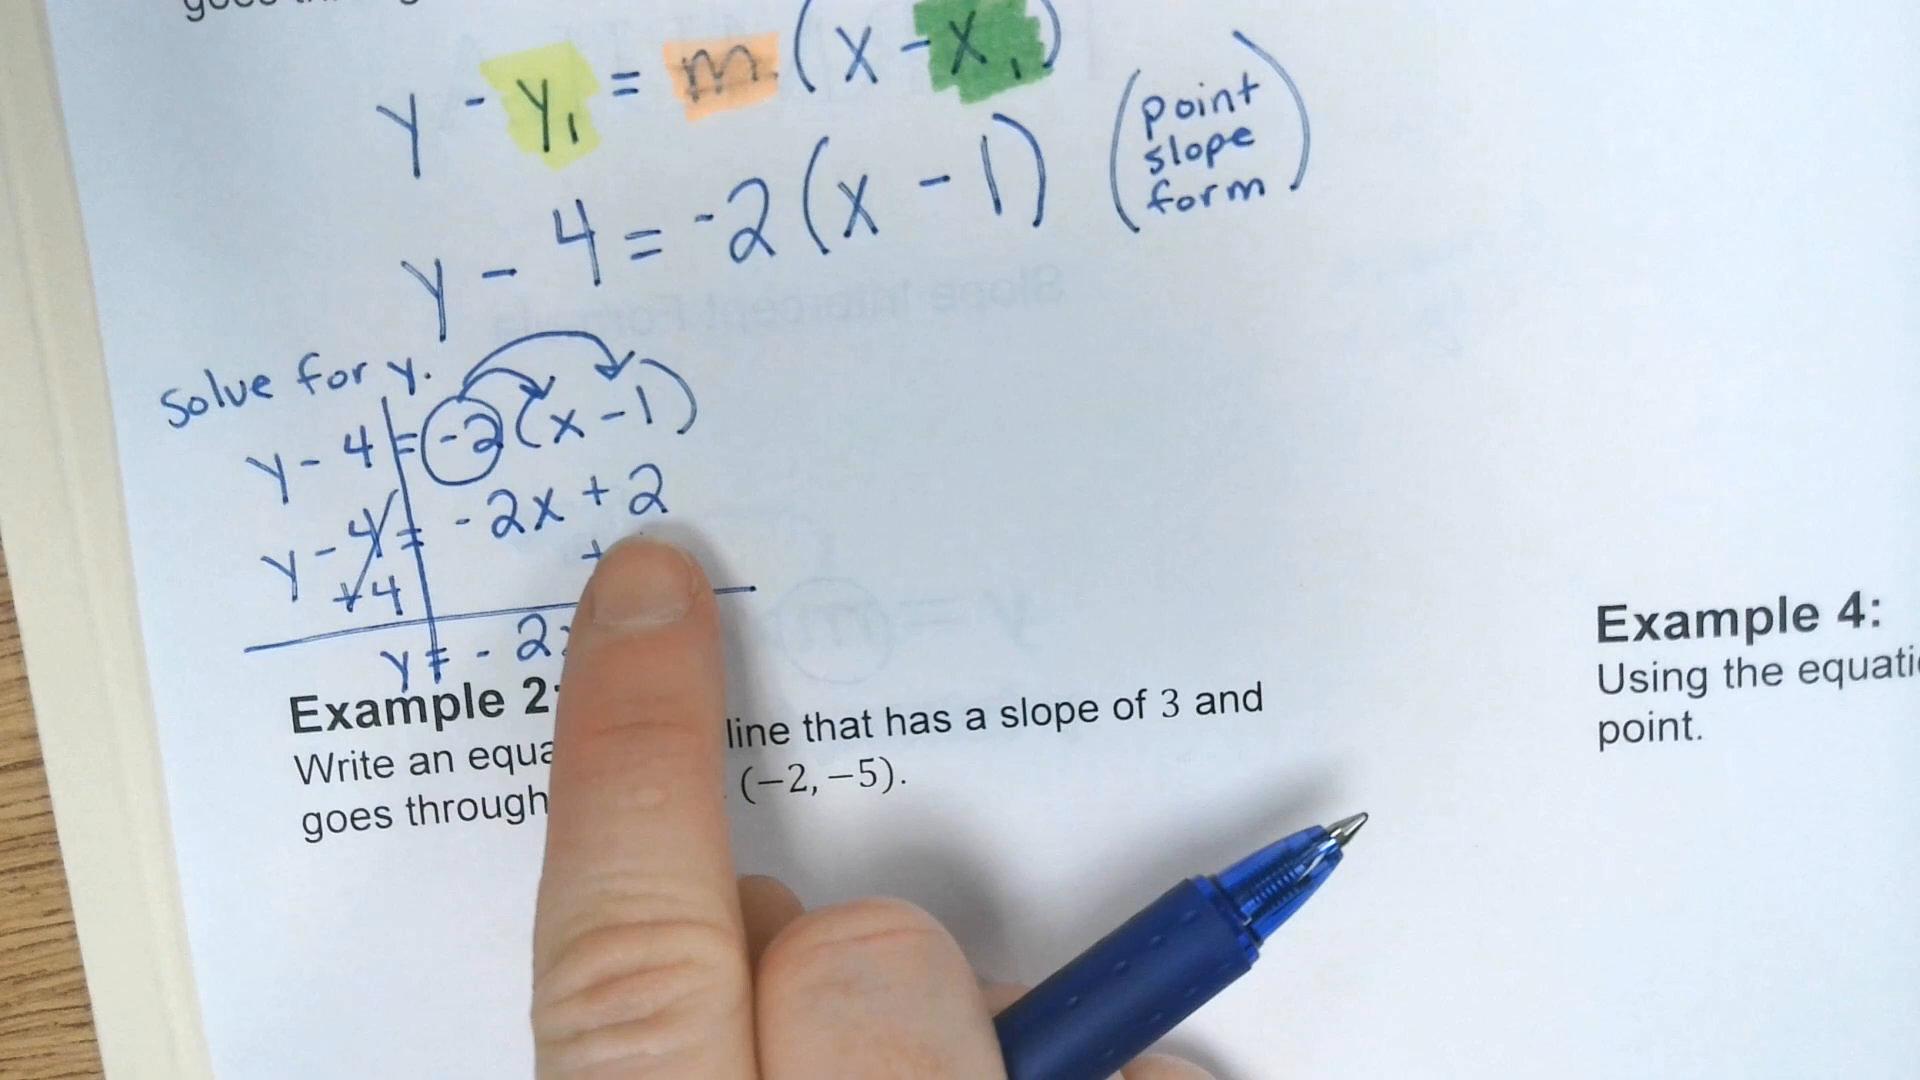 y - y₁ = m (x - x₁)
y - 4 = -2(x - 1) (point slope form)
Solve for y.
y - 4 = -2(x - 1)
y - 4 = -2x + 2
+4 +
y = -2x
Example 2:
Write an equa line that has a slope of 3 and
goes through (−2, −5).
Example 4:
Using the equati
point.